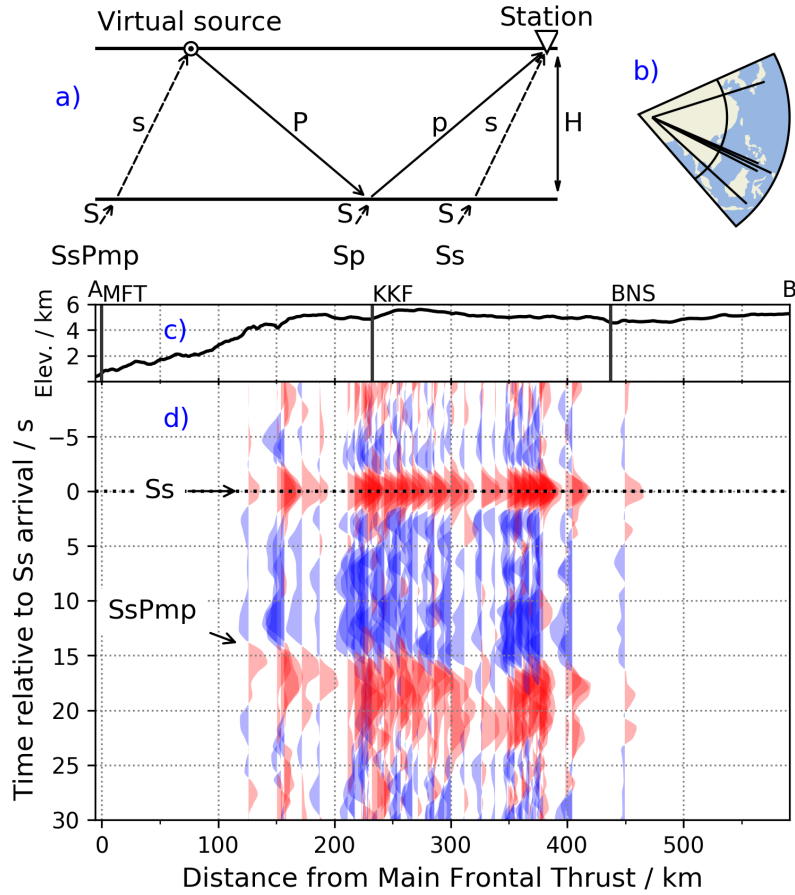 Virtual source
Station
a)
s
P
p
s
H
S
S
S
SsPmp
Sp
Ss
b)
A
MFT
KKF
BNS
B
Elev. / km
6
4
2
c)
d)
Time relative to Ss arrival / s
−5
0
5
10
15
20
25
30
Ss
SsPmp
0
100
200
300
400
500
Distance from Main Frontal Thrust / km